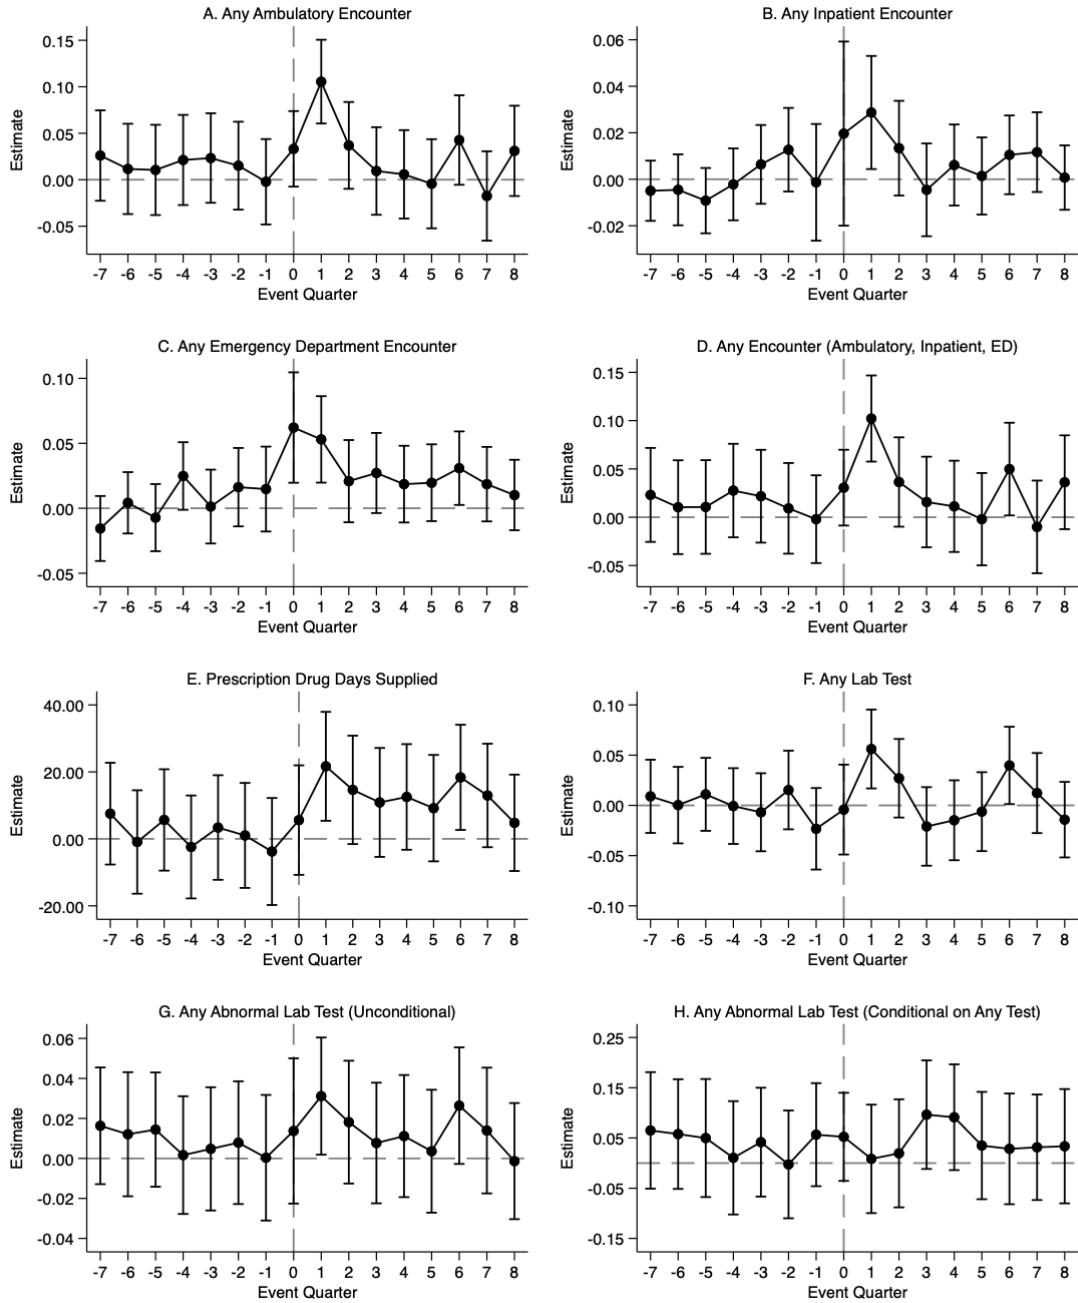 A. Any Ambulatory Encounter
Estimate
0.15
0.10
0.05
0.00
-0.05
-7 -6 -5 -4 -3 -2 -1 0 1 2 3 4 5 6 7 8
Event Quarter
B. Any Inpatient Encounter
Estimate
0.06
0.04
0.02
0.00
-0.02
-7 -6 -5 -4 -3 -2 -1 0 1 2 3 4 5 6 7 8
Event Quarter
C. Any Emergency Department Encounter
Estimate
0.10
0.05
0.00
-0.05
-7 -6 -5 -4 -3 -2 -1 0 1 2 3 4 5 6 7 8
Event Quarter
D. Any Encounter (Ambulatory, Inpatient, ED)
Estimate
0.15
0.10
0.05
0.00
-0.05
-7 -6 -5 -4 -3 -2 -1 0 1 2 3 4 5 6 7 8
Event Quarter
E. Prescription Drug Days Supplied
Estimate
40.00
20.00
0.00
-20.00
-7 -6 -5 -4 -3 -2 -1 0 1 2 3 4 5 6 7 8
Event Quarter
F. Any Lab Test
Estimate
0.10
0.05
0.00
-0.05
-0.10
-7 -6 -5 -4 -3 -2 -1 0 1 2 3 4 5 6 7 8
Event Quarter
G. Any Abnormal Lab Test (Unconditional)
Estimate
0.06
0.04
0.02
0.00
-0.02
-0.04
-7 -6 -5 -4 -3 -2 -1 0 1 2 3 4 5 6 7 8
Event Quarter
H. Any Abnormal Lab Test (Conditional on Any Test)
Estimate
0.25
0.15
0.05
-0.05
-0.15
-7 -6 -5 -4 -3 -2 -1 0 1 2 3 4 5 6 7 8
Event Quarter